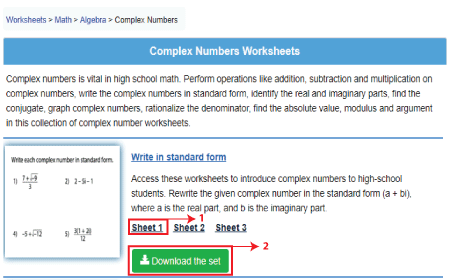 Worksheets > Math > Algebra > Complex Numbers
Complex Numbers Worksheets
Complex numbers is vital in high school math. Perform operations like addition, subtraction and multiplication on
complex numbers, write the complex numbers in standard form, identify the real and imaginary parts, find the
conjugate, graph complex numbers, rationalize the denominator, find the absolute value, modulus and argument
in this collection of complex number worksheets.
Write each complex number in standard form.
1) (7 + √-9)/3 2) 2 – 9i – 1
4) -5 + √-12 5) 3(1 + 2i)/12
Write in standard form
Access these worksheets to introduce complex numbers to high-school
students. Rewrite the given complex number in the standard form (a + bi),
where a is the real part, and b is the imaginary part.
Sheet 1 Sheet 2 Sheet 3
1
Download the set
2